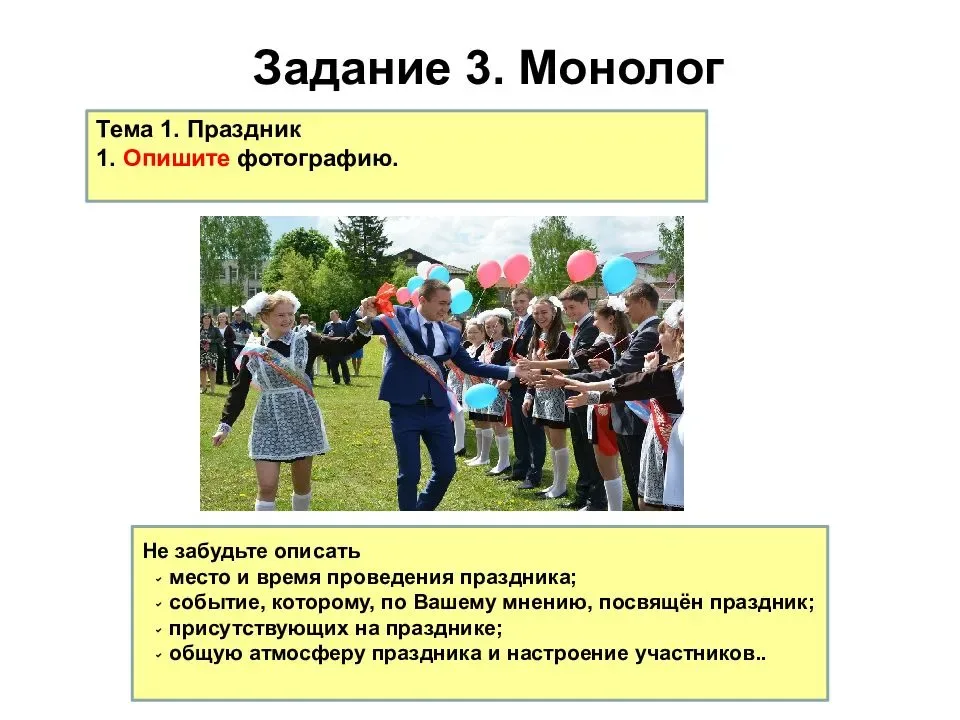 Задание 3. Монолог
Тема 1. Праздник
1. Опишите фотографию.
Не забудьте описать
место и время проведения праздника;
событие, которому, по Вашему мнению, посвящён праздник;
присутствующих на празднике;
общую атмосферу праздника и настроение участников..